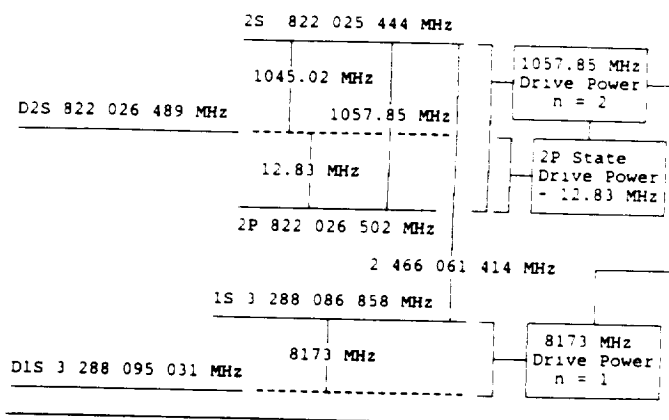 2S 822 025 444 MHz
1057.85 MHz
Drive Power
n = 2
1045.02 MHz
D2S 822 026 489 MHz
1057.85 MHz
2P State
Drive Power
- 12.83 MHz
12.83 MHz
2P 822 026 502 MHz
2 466 061 414 MHz
1S 3 288 086 858 MHz
8173 MHz
Drive Power
n = 1
8173 MHz
D1S 3 288 095 031 MHz